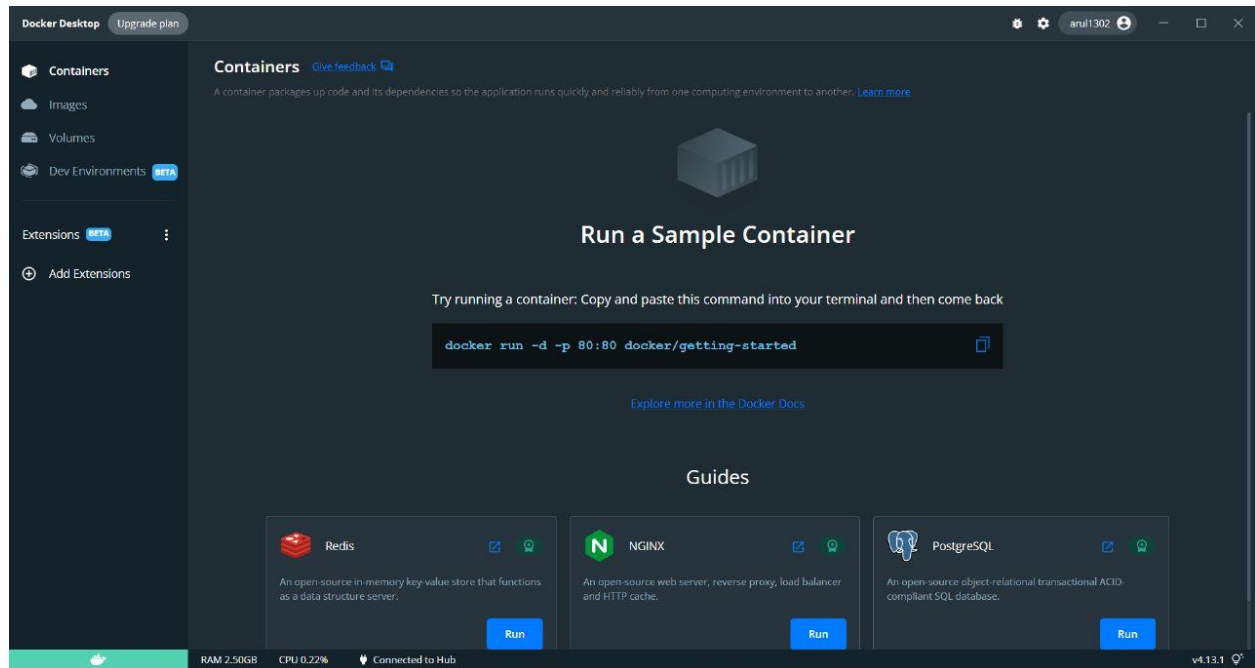 Docker Desktop Upgrade plan arul1302
Containers
Images
Volumes
Dev Environments BETA
Extensions BETA
Add Extensions
Containers Give feedback
A container packages up code and its dependencies so the application runs quickly and reliably from one computing environment to another. Learn more
Run a Sample Container
Try running a container: Copy and paste this command into your terminal and then come back
docker run -d -p 80:80 docker/getting-started
Explore more in the Docker Docs
Guides
Redis
An open-source in-memory key-value store that functions
as a data structure server.
Run
NGINX
An open-source web server, reverse proxy, load balancer
and HTTP cache.
Run
PostgreSQL
An open-source object-relational transactional ACID-
compliant SQL database.
Run
RAM 2.50GB CPU 0.22% Connected to Hub v4.13.1